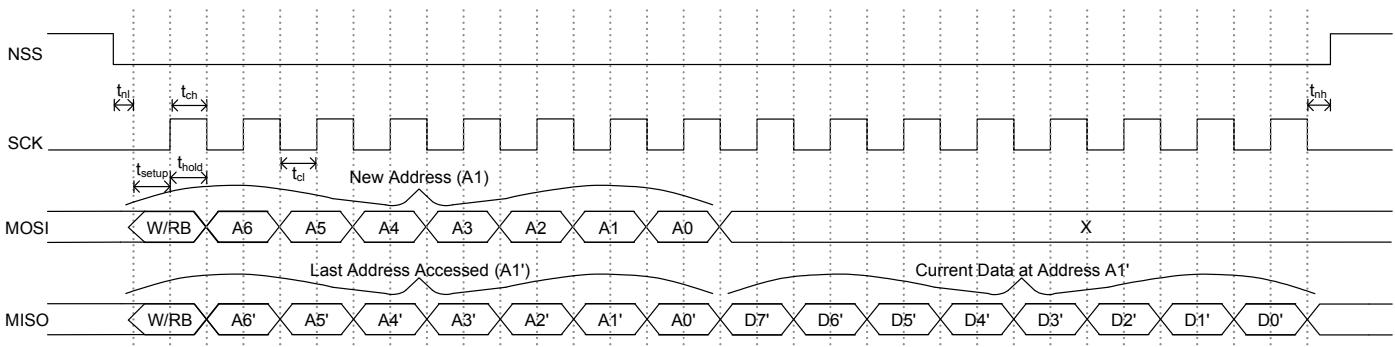 NSS
t_nl t_ch t_nh
SCK
t_setup t_hold t_cl
New Address (A1)
MOSI W/RB A6 A5 A4 A3 A2 A1 A0 X
Last Address Accessed (A1') Current Data at Address A1'
MISO W/RB A6' A5' A4' A3' A2' A1' A0' D7' D6' D5' D4' D3' D2' D1' D0'